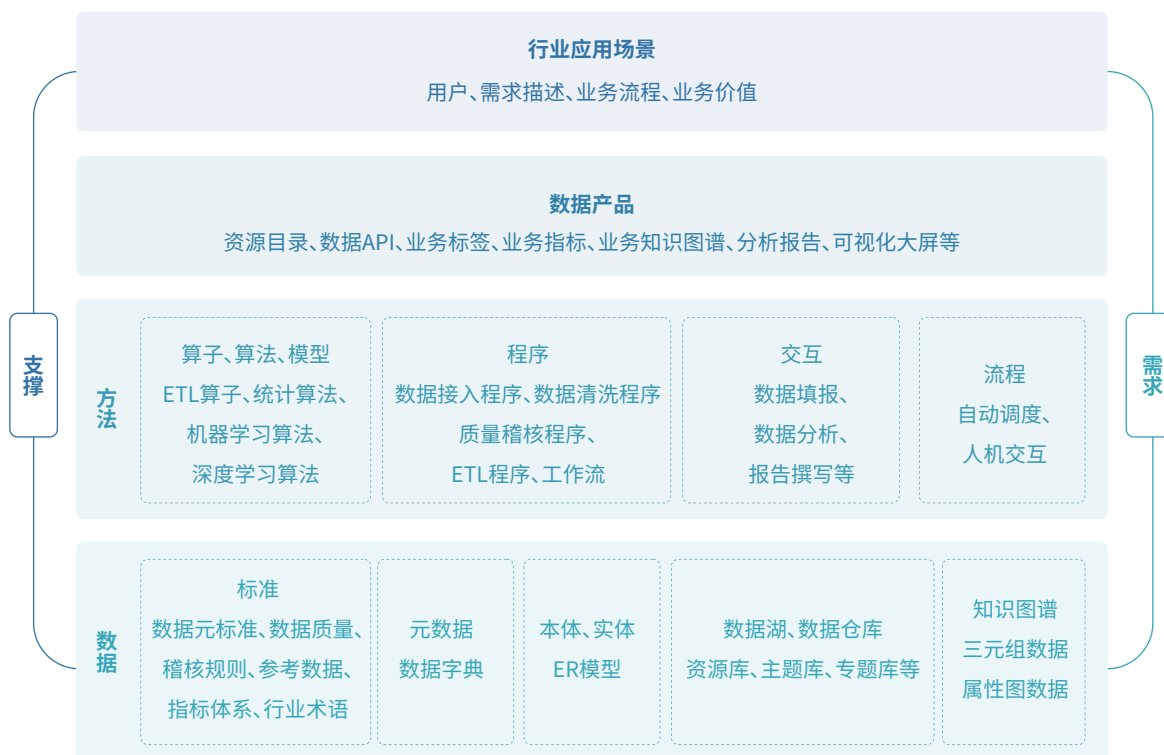 行业应用场景
用户、需求描述、业务流程、业务价值
数据产品
资源目录、数据API、业务标签、业务指标、业务知识图谱、分析报告、可视化大屏等
支撑
需求
方法
算子、算法、模型
ETL算子、统计算法、
机器学习算法、
深度学习算法
程序
数据接入程序、数据清洗程序
质量稽核程序、
ETL程序、工作流
交互
数据填报、
数据分析、
报告撰写等
流程
自动调度、
人机交互
数据
标准
数据元标准、数据质量、
稽核规则、参考数据、
指标体系、行业术语
元数据
数据字典
本体、实体
ER模型
数据湖、数据仓库
资源库、主题库、专题库等
知识图谱
三元组数据
属性图数据